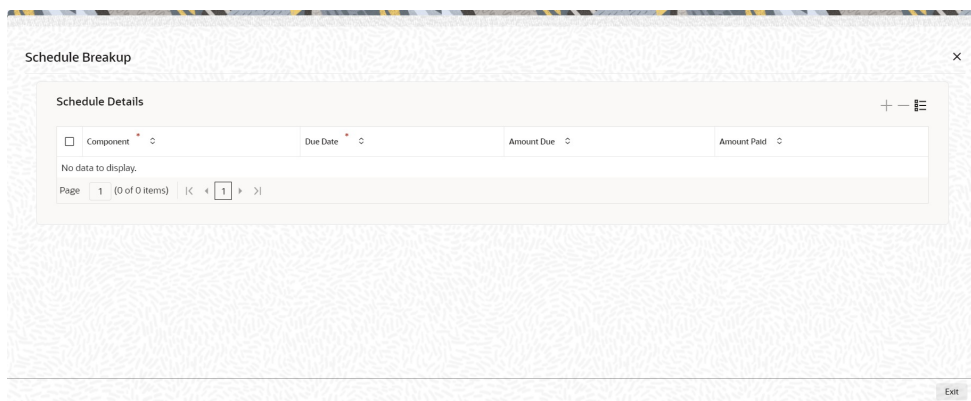 Schedule Breakup
Schedule Details
Component * Due Date * Amount Due Amount Paid
No data to display.
Page 1 (0 of 0 items) 1
Exit